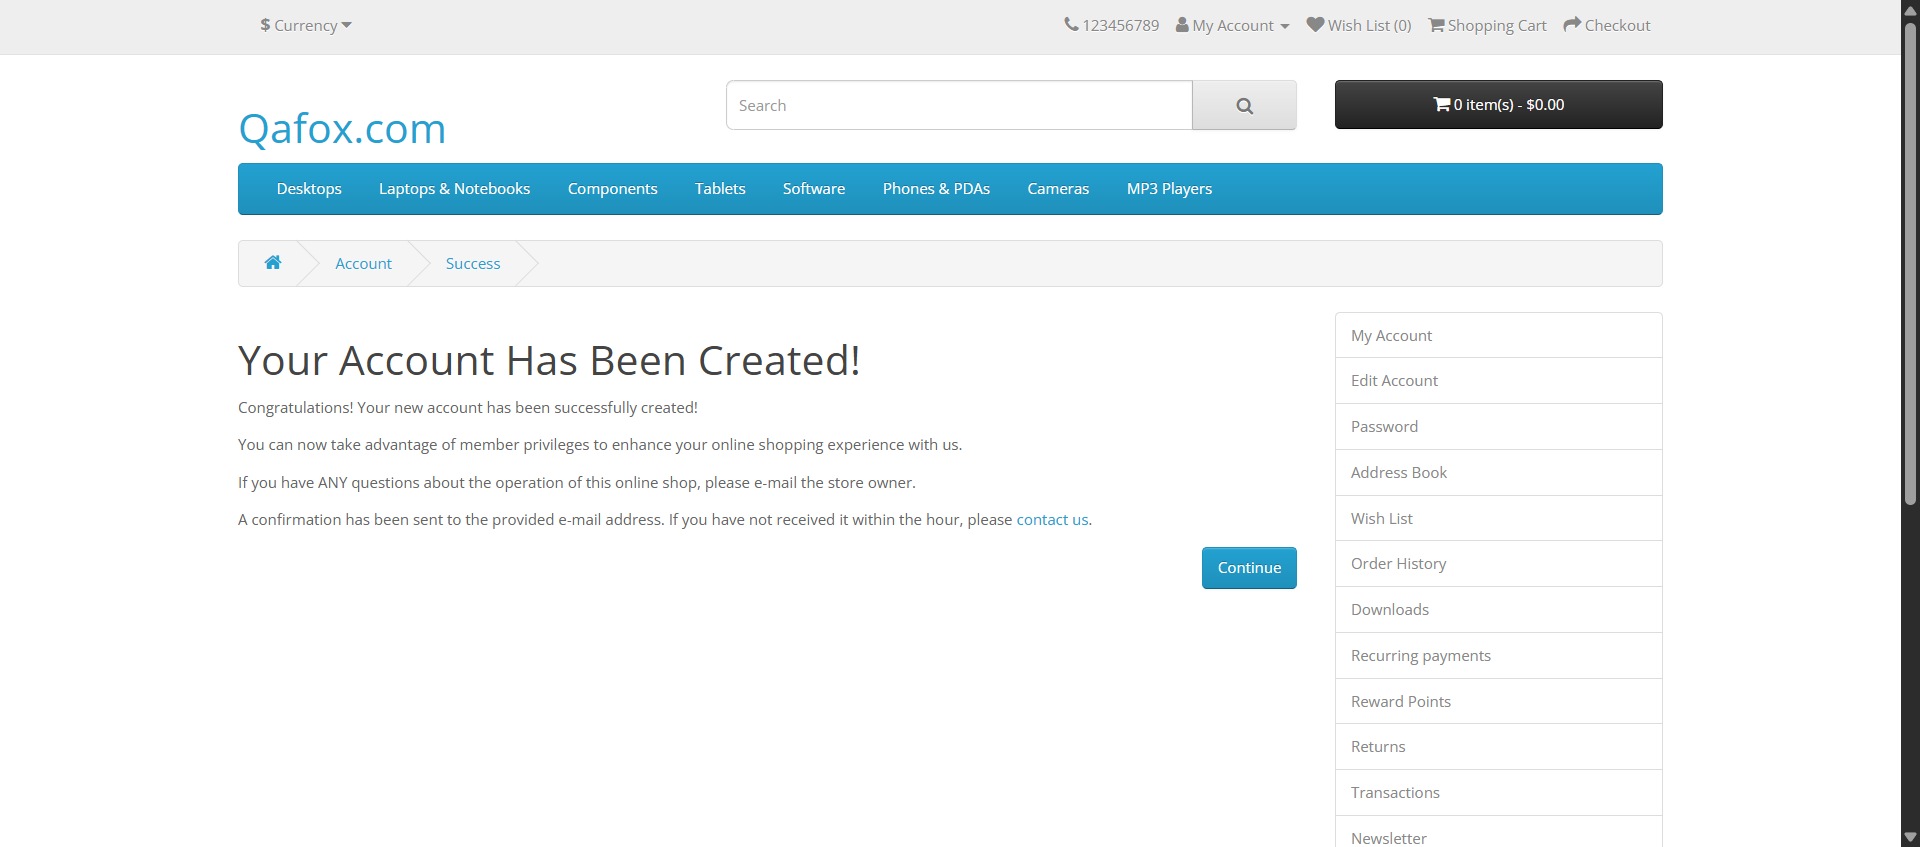 $ Currency
123456789 My Account Wish List (0) Shopping Cart Checkout
Qafox.com
Search
0 item(s) - $0.00
Desktops Laptops & Notebooks Components Tablets Software Phones & PDAs Cameras MP3 Players
Account Success
Your Account Has Been Created!
Congratulations! Your new account has been successfully created!
You can now take advantage of member privileges to enhance your online shopping experience with us.
If you have ANY questions about the operation of this online shop, please e-mail the store owner.
A confirmation has been sent to the provided e-mail address. If you have not received it within the hour, please contact us.
Continue
My Account
Edit Account
Password
Address Book
Wish List
Order History
Downloads
Recurring payments
Reward Points
Returns
Transactions
Newsletter